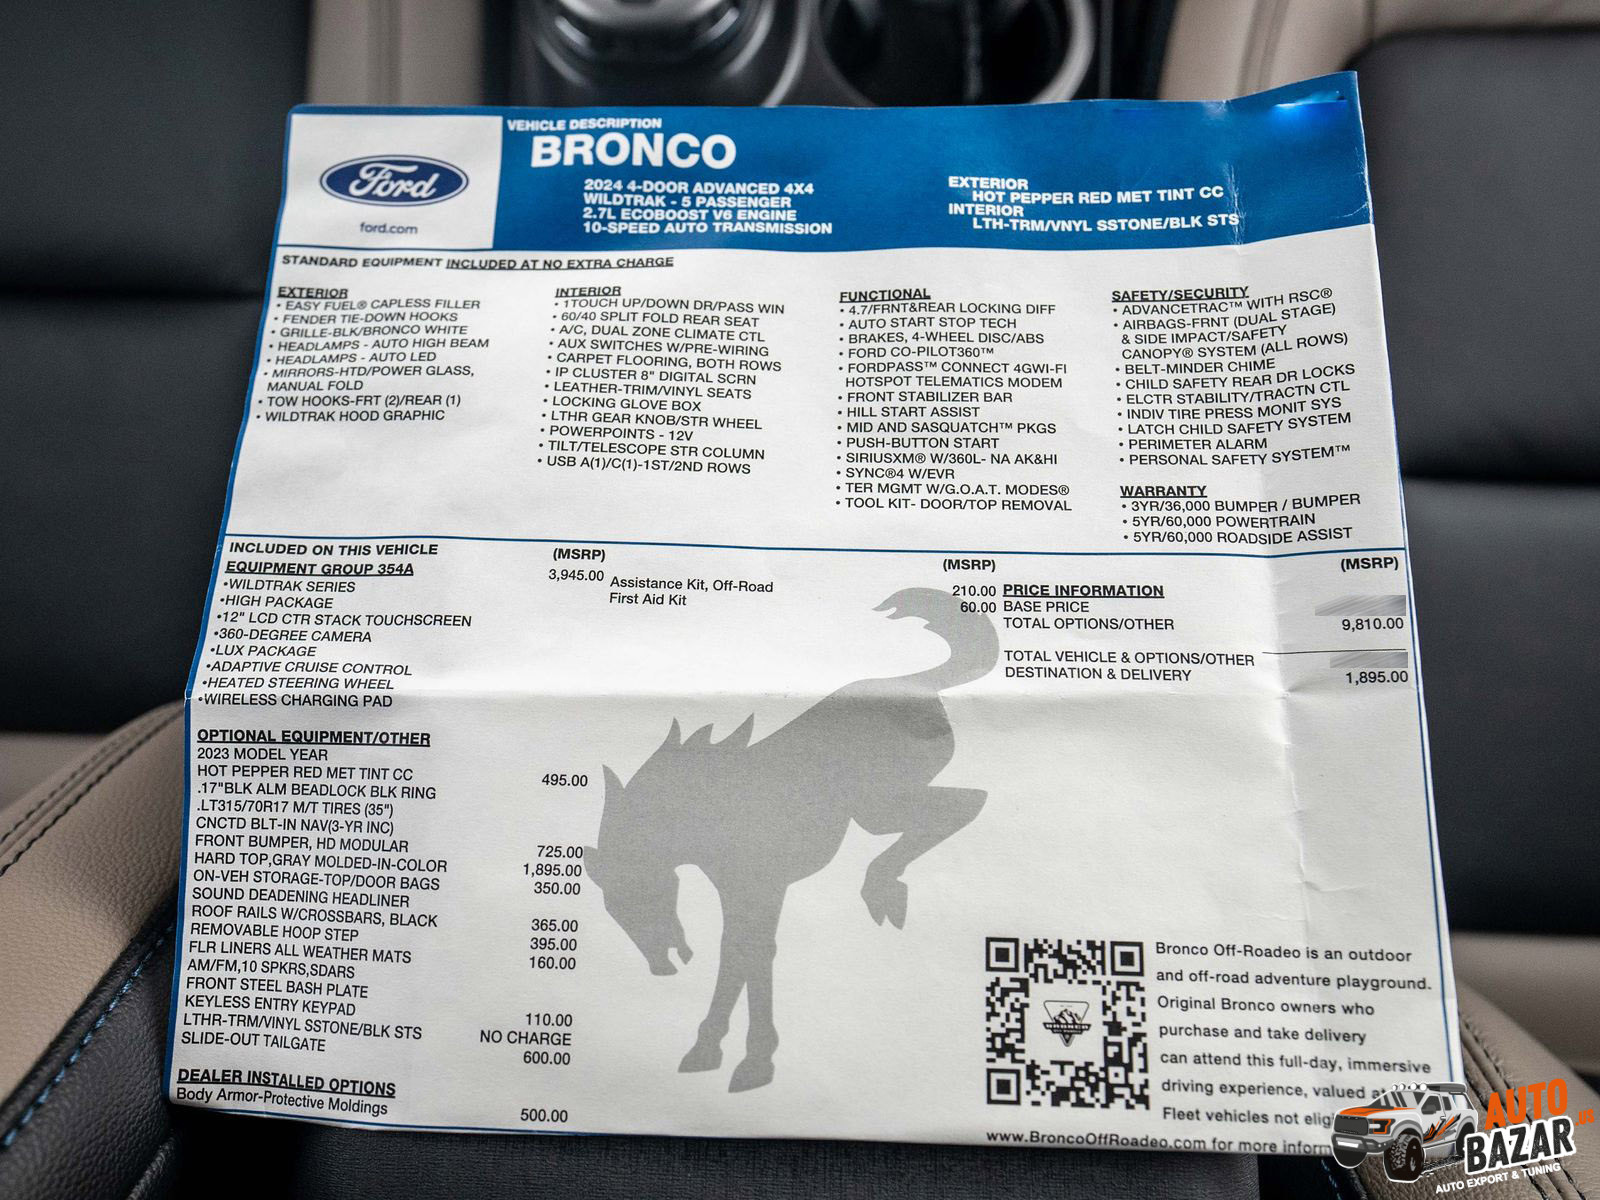 Ford
ford.com
VEHICLE DESCRIPTION
BRONCO
2024 4-DOOR ADVANCED 4X4
WILDTRAK - 5 PASSENGER
2.7L ECOBOOST V6 ENGINE
10-SPEED AUTO TRANSMISSION
EXTERIOR
HOT PEPPER RED MET TINT CC
INTERIOR
LTH-TRM/VNYL SSTONE/BLK STS
STANDARD EQUIPMENT INCLUDED AT NO EXTRA CHARGE
EXTERIOR
• EASY FUEL® CAPLESS FILLER
• FENDER TIE-DOWN HOOKS
• GRILLE-BLK/BRONCO WHITE
• HEADLAMPS - AUTO HIGH BEAM
• HEADLAMPS - AUTO LED
• MIRRORS-HTD/POWER GLASS,
MANUAL FOLD
• TOW HOOKS-FRT (2)/REAR (1)
• WILDTRAK HOOD GRAPHIC
INTERIOR
• 1TOUCH UP/DOWN DR/PASS WIN
• 60/40 SPLIT FOLD REAR SEAT
• A/C, DUAL ZONE CLIMATE CTL
• AUX SWITCHES W/PRE-WIRING
• CARPET FLOORING, BOTH ROWS
• IP CLUSTER 8" DIGITAL SCRN
• LEATHER-TRIM/VINYL SEATS
• LOCKING GLOVE BOX
• LTHR GEAR KNOB/STR WHEEL
• POWERPOINTS - 12V
• TILT/TELESCOPE STR COLUMN
• USB A(1)/C(1)-1ST/2ND ROWS
FUNCTIONAL
• 4.7/FRNT&REAR LOCKING DIFF
• AUTO START STOP TECH
• BRAKES, 4-WHEEL DISC/ABS
• FORD CO-PILOT360™
• FORDPASS™ CONNECT 4GWI-FI
HOTSPOT TELEMATICS MODEM
• FRONT STABILIZER BAR
• HILL START ASSIST
• MID AND SASQUATCH™ PKGS
• PUSH-BUTTON START
• SIRIUSXM® W/360L- NA AK&HI
• SYNC®4 W/EVR
• TER MGMT W/G.O.A.T. MODES®
• TOOL KIT- DOOR/TOP REMOVAL
SAFETY/SECURITY
• ADVANCETRAC™ WITH RSC®
• AIRBAGS-FRNT (DUAL STAGE)
& SIDE IMPACT/SAFETY
CANOPY® SYSTEM (ALL ROWS)
• BELT-MINDER CHIME
• CHILD SAFETY REAR DR LOCKS
• ELCTR STABILITY/TRACTN CTL
• INDIV TIRE PRESS MONIT SYS
• LATCH CHILD SAFETY SYSTEM
• PERIMETER ALARM
• PERSONAL SAFETY SYSTEM™
WARRANTY
• 3YR/36,000 BUMPER / BUMPER
• 5YR/60,000 POWERTRAIN
• 5YR/60,000 ROADSIDE ASSIST
INCLUDED ON THIS VEHICLE (MSRP)
EQUIPMENT GROUP 354A 3,945.00
•WILDTRAK SERIES
•HIGH PACKAGE
•12" LCD CTR STACK TOUCHSCREEN
•360-DEGREE CAMERA
•LUX PACKAGE
•ADAPTIVE CRUISE CONTROL
•HEATED STEERING WHEEL
•WIRELESS CHARGING PAD
OPTIONAL EQUIPMENT/OTHER
2023 MODEL YEAR
HOT PEPPER RED MET TINT CC 495.00
.17"BLK ALM BEADLOCK BLK RING
.LT315/70R17 M/T TIRES (35")
CNCTD BLT-IN NAV(3-YR INC)
FRONT BUMPER, HD MODULAR 725.00
HARD TOP,GRAY MOLDED-IN-COLOR 1,895.00
ON-VEH STORAGE-TOP/DOOR BAGS 350.00
SOUND DEADENING HEADLINER
ROOF RAILS W/CROSSBARS, BLACK 365.00
REMOVABLE HOOP STEP 395.00
FLR LINERS ALL WEATHER MATS 160.00
AM/FM,10 SPKRS,SDARS
FRONT STEEL BASH PLATE
KEYLESS ENTRY KEYPAD 110.00
LTHR-TRM/VINYL SSTONE/BLK STS NO CHARGE
SLIDE-OUT TAILGATE 600.00
DEALER INSTALLED OPTIONS
Body Armor-Protective Moldings 500.00
(MSRP)
Assistance Kit, Off-Road 210.00
First Aid Kit 60.00
(MSRP)
PRICE INFORMATION
BASE PRICE
TOTAL OPTIONS/OTHER 9,810.00
TOTAL VEHICLE & OPTIONS/OTHER
DESTINATION & DELIVERY 1,895.00
Bronco Off-Roadeo is an outdoor
and off-road adventure playground.
Original Bronco owners who
purchase and take delivery
can attend this full-day, immersive
driving experience, valued
Fleet vehicles not
www.BroncoOffRoadeo.com for more
AUTO
BAZAR
AUTO EXPORT & TUNING